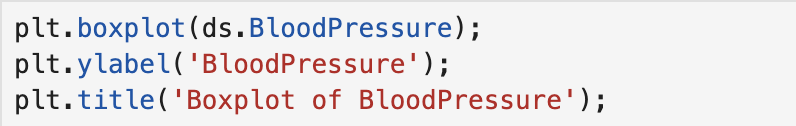 plt.boxplot(ds.BloodPressure);
plt.ylabel('BloodPressure');
plt.title('Boxplot of BloodPressure');